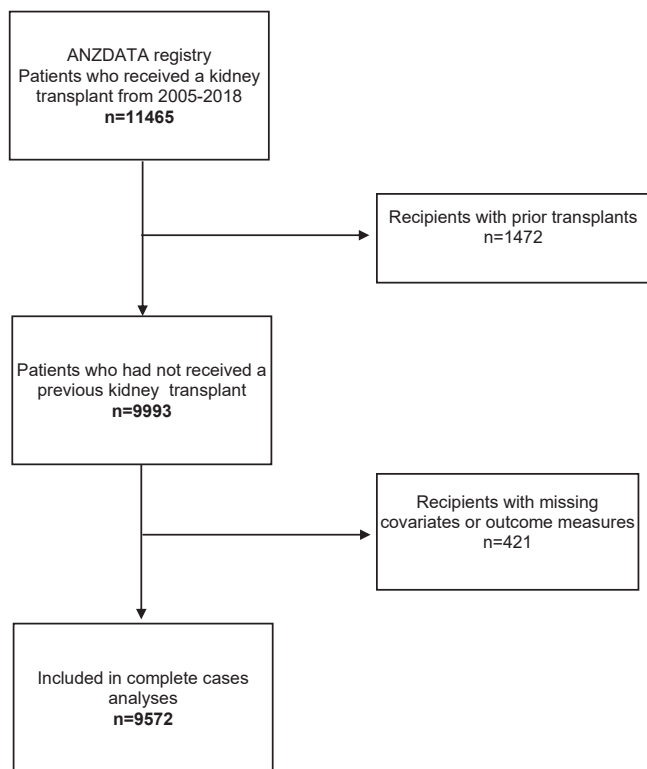 ANZDATA registry
Patients who received a kidney
transplant from 2005-2018
n=11465
Recipients with prior transplants
n=1472
Patients who had not received a
previous kidney transplant
n=9993
Recipients with missing
covariates or outcome measures
n=421
Included in complete cases
analyses
n=9572